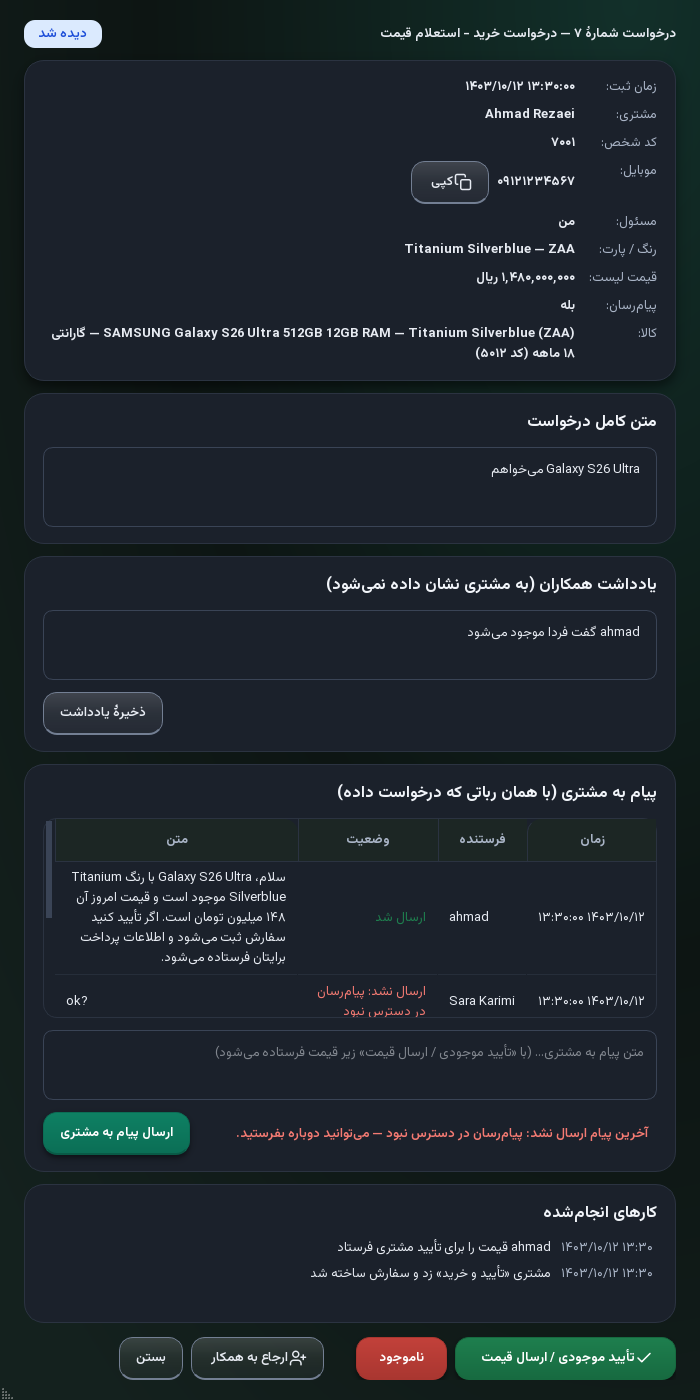 درخواست شمارهٔ ۷ — درخواست خرید - استعلام قیمت
دیده شد
زمان ثبت: ۱۴۰۳/۱۰/۱۲ ۱۳:۳۰:۰۰
مشتری: Ahmad Rezaei
کد شخص: ۷۰۰۱
موبایل: ۰۹۱۲۱۲۳۴۵۶۷ کپی
مسئول: من
رنگ / پارت: Titanium Silverblue — ZAA
قیمت لیست: ۱,۴۸۰,۰۰۰,۰۰۰ ریال
پیام‌رسان: بله
کالا: SAMSUNG Galaxy S26 Ultra 512GB 12GB RAM — Titanium Silverblue (ZAA) — گارانتی
۱۸ ماهه (کد ۵۰۱۲)
متن کامل درخواست
Galaxy S26 Ultra می‌خواهم
یادداشت همکاران (به مشتری نشان داده نمی‌شود)
ahmad گفت فردا موجود می‌شود
ذخیرهٔ یادداشت
پیام به مشتری (با همان رباتی که درخواست داده)
زمان فرستنده وضعیت متن
۱۴۰۳/۱۰/۱۲ ۱۳:۳۰:۰۰ ahmad ارسال شد
سلام، Galaxy S26 Ultra با رنگ Titanium
Silverblue موجود است و قیمت امروز آن
۱۴۸ میلیون تومان است. اگر تأیید کنید
سفارش ثبت می‌شود و اطلاعات پرداخت
برایتان فرستاده می‌شود.
۱۴۰۳/۱۰/۱۲ ۱۳:۳۰:۰۰ Sara Karimi
ارسال نشد: پیام‌رسان
در دسترس نبود
ok?
متن پیام به مشتری... (با «تأیید موجودی / ارسال قیمت» زیر قیمت فرستاده می‌شود)
آخرین پیام ارسال نشد: پیام‌رسان در دسترس نبود — می‌توانید دوباره بفرستید.
ارسال پیام به مشتری
کارهای انجام‌شده
۱۴۰۳/۱۰/۱۲ ۱۳:۳۰ ahmad قیمت را برای تأیید مشتری فرستاد
۱۴۰۳/۱۰/۱۲ ۱۳:۳۰ مشتری «تأیید و خرید» زد و سفارش ساخته شد
تأیید موجودی / ارسال قیمت
ناموجود
ارجاع به همکار
بستن